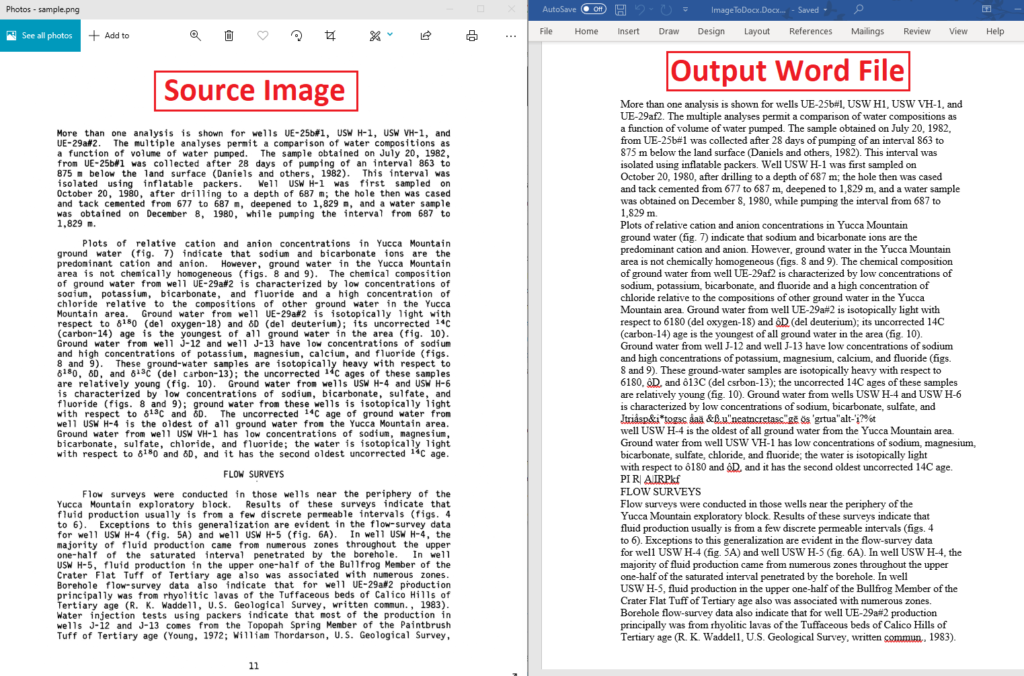 Photos - sample.png
See all photos
Add to
Source Image
More than one analysis is shown for wells UE-25b#1, USW H-1, USW VH-1, and
UE-29a#2. The multiple analyses permit a comparison of water compositions as
a function of volume of water pumped. The sample obtained on July 20, 1982,
from UE-25b#1 was collected after 28 days of pumping of an interval 863 to
875 m below the land surface (Daniels and others, 1982). This interval was
isolated using inflatable packers. Well USW H-1 was first sampled on
October 20, 1980, after drilling to a depth of 687 m; the hole then was cased
and tack cemented from 677 to 687 m, deepened to 1,829 m, and a water sample
was obtained on December 8, 1980, while pumping the interval from 687 to
1,829 m.
Plots of relative cation and anion concentrations in Yucca Mountain
ground water (fig. 7) indicate that sodium and bicarbonate ions are the
predominant cation and anion. However, ground water in the Yucca Mountain
area is not chemically homogeneous (figs. 8 and 9). The chemical composition
of ground water from well UE-29a#2 is characterized by low concentrations of
sodium, potassium, bicarbonate, and fluoride and a high concentration of
chloride relative to the compositions of other ground water in the Yucca
Mountain area. Ground water from well UE-29a#2 is isotopically light with
respect to δ¹⁸O (del oxygen-18) and δD (del deuterium); its uncorrected ¹⁴C
(carbon-14) age is the youngest of all ground water in the area (fig. 10).
Ground water from well J-12 and well J-13 have low concentrations of sodium
and high concentrations of potassium, magnesium, calcium, and fluoride (figs.
8 and 9). These ground-water samples are isotopically heavy with respect to
δ¹⁸O, δD, and δ¹³C (del carbon-13); the uncorrected ¹⁴C ages of these samples
are relatively young (fig. 10). Ground water from wells USW H-4 and USW H-6
is characterized by low concentrations of sodium, bicarbonate, sulfate, and
fluoride (figs. 8 and 9); ground water from these wells is isotopically light
with respect to δ¹³C and δD. The uncorrected ¹⁴C age of ground water from
well USW H-4 is the oldest of all ground water from the Yucca Mountain area.
Ground water from well USW VH-1 has low concentrations of sodium, magnesium,
bicarbonate, sulfate, chloride, and fluoride; the water is isotopically light
with respect to δ¹⁸O and δD, and it has the second oldest uncorrected ¹⁴C age.
FLOW SURVEYS
Flow surveys were conducted in those wells near the periphery of the
Yucca Mountain exploratory block. Results of these surveys indicate that
fluid production usually is from a few discrete permeable intervals (figs. 4
to 6). Exceptions to this generalization are evident in the flow-survey data
for well USW H-4 (fig. 5A) and well USW H-5 (fig. 6A). In well USW H-4, the
majority of fluid production came from numerous zones throughout the upper
one-half of the saturated interval penetrated by the borehole. In well
USW H-5, fluid production in the upper one-half of the Bullfrog Member of the
Crater Flat Tuff of Tertiary age also was associated with numerous zones.
Borehole flow-survey data also indicate that for well UE-29a#2 production
principally was from rhyolitic lavas of the Tuffaceous beds of Calico Hills of
Tertiary age (R. K. Waddell, U.S. Geological Survey, written commun., 1983).
Water injection tests using packers indicate that most of the production in
wells J-12 and J-13 comes from the Topopah Spring Member of the Paintbrush
Tuff of Tertiary age (Young, 1972; William Thordarson, U.S. Geological Survey,
11
AutoSave Off ImageToDocx.Docx... - Saved
File Home Insert Draw Design Layout References Mailings Review View Help
Output Word File
More than one analysis is shown for wells UE-25b#l, USW H1, USW VH-1, and
UE-29af2. The multiple analyses permit a comparison of water compositions as
a function of volume of water pumped. The sample obtained on July 20, 1982,
from UE-25b#1 was collected after 28 days of pumping of an interval 863 to
875 m below the land surface (Daniels and others, 1982). This interval was
isolated using inflatable packers. Well USW H-1 was first sampled on
October 20, 1980, after drilling to a depth of 687 m; the hole then was cased
and tack cemented from 677 to 687 m, deepened to 1,829 m, and a water sample
was obtained on December 8, 1980, while pumping the interval from 687 to
1,829 m.
Plots of relative cation and anion concentrations in Yucca Mountain
ground water (fig. 7) indicate that sodium and bicarbonate ions are the
predominant cation and anion. However, ground water in the Yucca Mountain
area is not chemically homogeneous (figs. 8 and 9). The chemical composition
of ground water from well UE-29af2 is characterized by low concentrations of
sodium, potassium, bicarbonate, and fluoride and a high concentration of
chloride relative to the compositions of other ground water in the Yucca
Mountain area. Ground water from well UE-29a#2 is isotopically light with
respect to 6180 (del oxygen-18) and ôD (del deuterium); its uncorrected 14C
(carbon-14) age is the youngest of all ground water in the area (fig. 10).
Ground water from well J-12 and well J-13 have low concentrations of sodium
and high concentrations of potassium, magnesium, calcium, and fluoride (figs.
8 and 9). These ground-water samples are isotopically heavy with respect to
6180, ôD, and ô13C (del csrbon-13); the uncorrected 14C ages of these samples
are relatively young (fig. 10). Ground water from wells USW H-4 and USW H-6
is characterized by low concentrations of sodium, bicarbonate, sulfate, and
well USW H-4 is the oldest of all ground water from the Yucca Mountain area.
Ground water from well USW VH-1 has low concentrations of sodium, magnesium,
bicarbonate, sulfate, chloride, and fluoride; the water is isotopically light
with respect to ô180 and ôD, and it has the second oldest uncorrected 14C age.
PI R| A|IRPkf
FLOW SURVEYS
Flow surveys were conducted in those wells near the periphery of the
Yucca Mountain exploratory block. Results of these surveys indicate that
fluid production usually is from a few discrete permeable intervals (figs. 4
to 6). Exceptions to this generalization are evident in the flow-survey data
for wel1 USW H-4 (fig. 5A) and well USW H-5 (fig. 6A). In well USW H-4, the
majority of fluid production came from numerous zones throughout the upper
one-half of the saturated interval penetrated by the borehole. In well
USW H-5, fluid production in the upper one-half of the Bullfrog Member of the
Crater Flat Tuff of Tertiary age also was associated with numerous zones.
Borehole flow-survey data also indicate that for well UE-29a#2 production
principally was from rhyolitic lavas of the Tuffaceous beds of Calico Hills of
Tertiary age (R. K. Waddel1, U.S. Geological Survey, written commun., 1983).